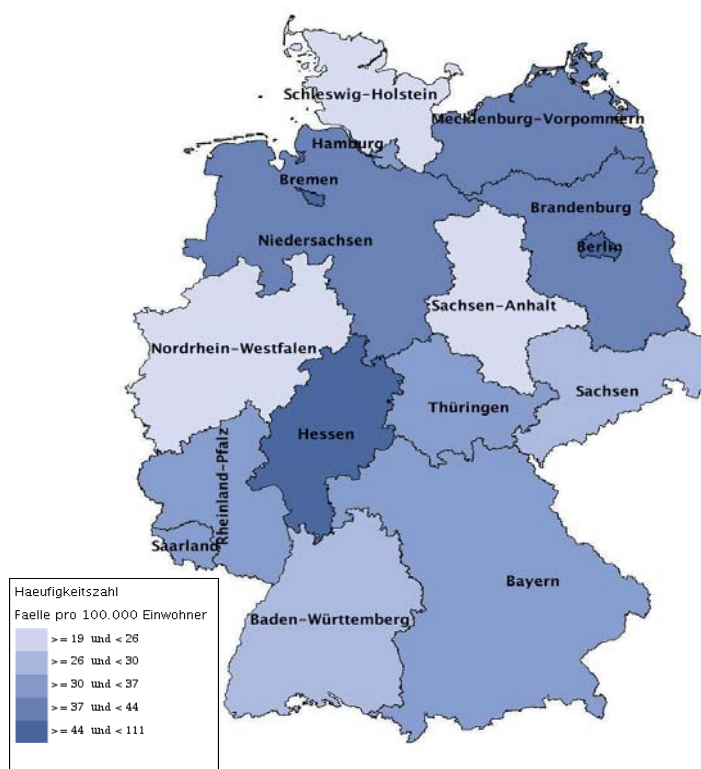 Schleswig-Holstein
Mecklenburg-Vorpommern
Hamburg
Bremen
Brandenburg
Niedersachsen
Berlin
Sachsen-Anhalt
Nordrhein-Westfalen
Sachsen
Thüringen
Hessen
Rheinland-Pfalz
Saarland
Bayern
Baden-Württemberg
Haeufigkeitszahl
Faelle pro 100.000 Einwohner
>= 19 und < 26
>= 26 und < 30
>= 30 und < 37
>= 37 und < 44
>= 44 und < 111